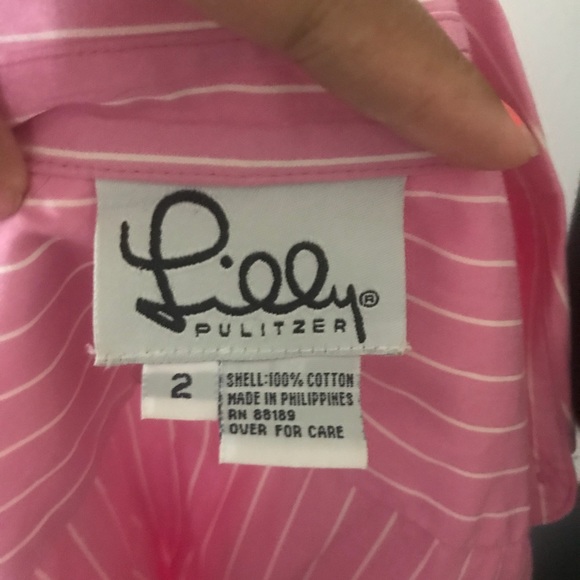 Lilly®
PULITZER
2
SHELL:100% COTTON
MADE IN PHILIPPINES
RN 88189
OVER FOR CARE